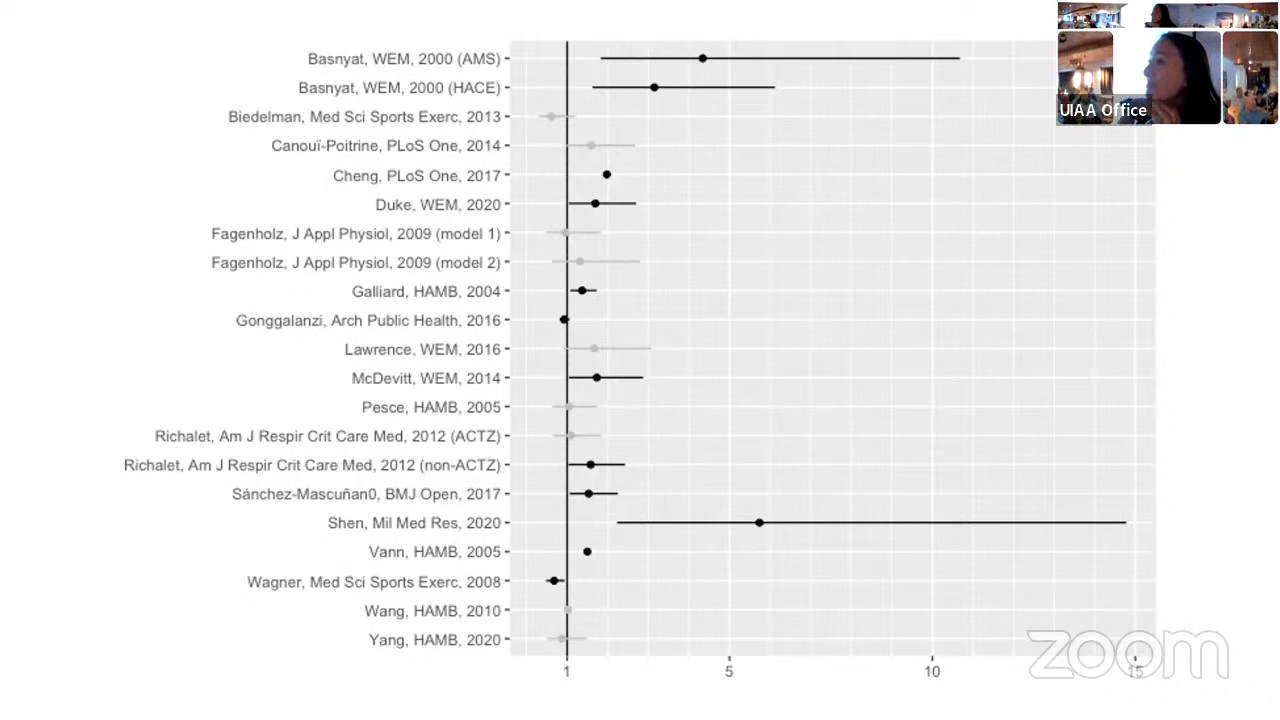 UIAA Office
Basnyat, WEM, 2000 (AMS)
Basnyat, WEM, 2000 (HACE)
Biedelman, Med Sci Sports Exerc, 2013
Canouï-Poitrine, PLoS One, 2014
Cheng, PLoS One, 2017
Duke, WEM, 2020
Fagenholz, J Appl Physiol, 2009 (model 1)
Fagenholz, J Appl Physiol, 2009 (model 2)
Galliard, HAMB, 2004
Gonggalanzi, Arch Public Health, 2016
Lawrence, WEM, 2016
McDevitt, WEM, 2014
Pesce, HAMB, 2005
Richalet, Am J Respir Crit Care Med, 2012 (ACTZ)
Richalet, Am J Respir Crit Care Med, 2012 (non-ACTZ)
Sánchez-Mascuñan0, BMJ Open, 2017
Shen, Mil Med Res, 2020
Vann, HAMB, 2005
Wagner, Med Sci Sports Exerc, 2008
Wang, HAMB, 2010
Yang, HAMB, 2020
1 5 10 15
zoom